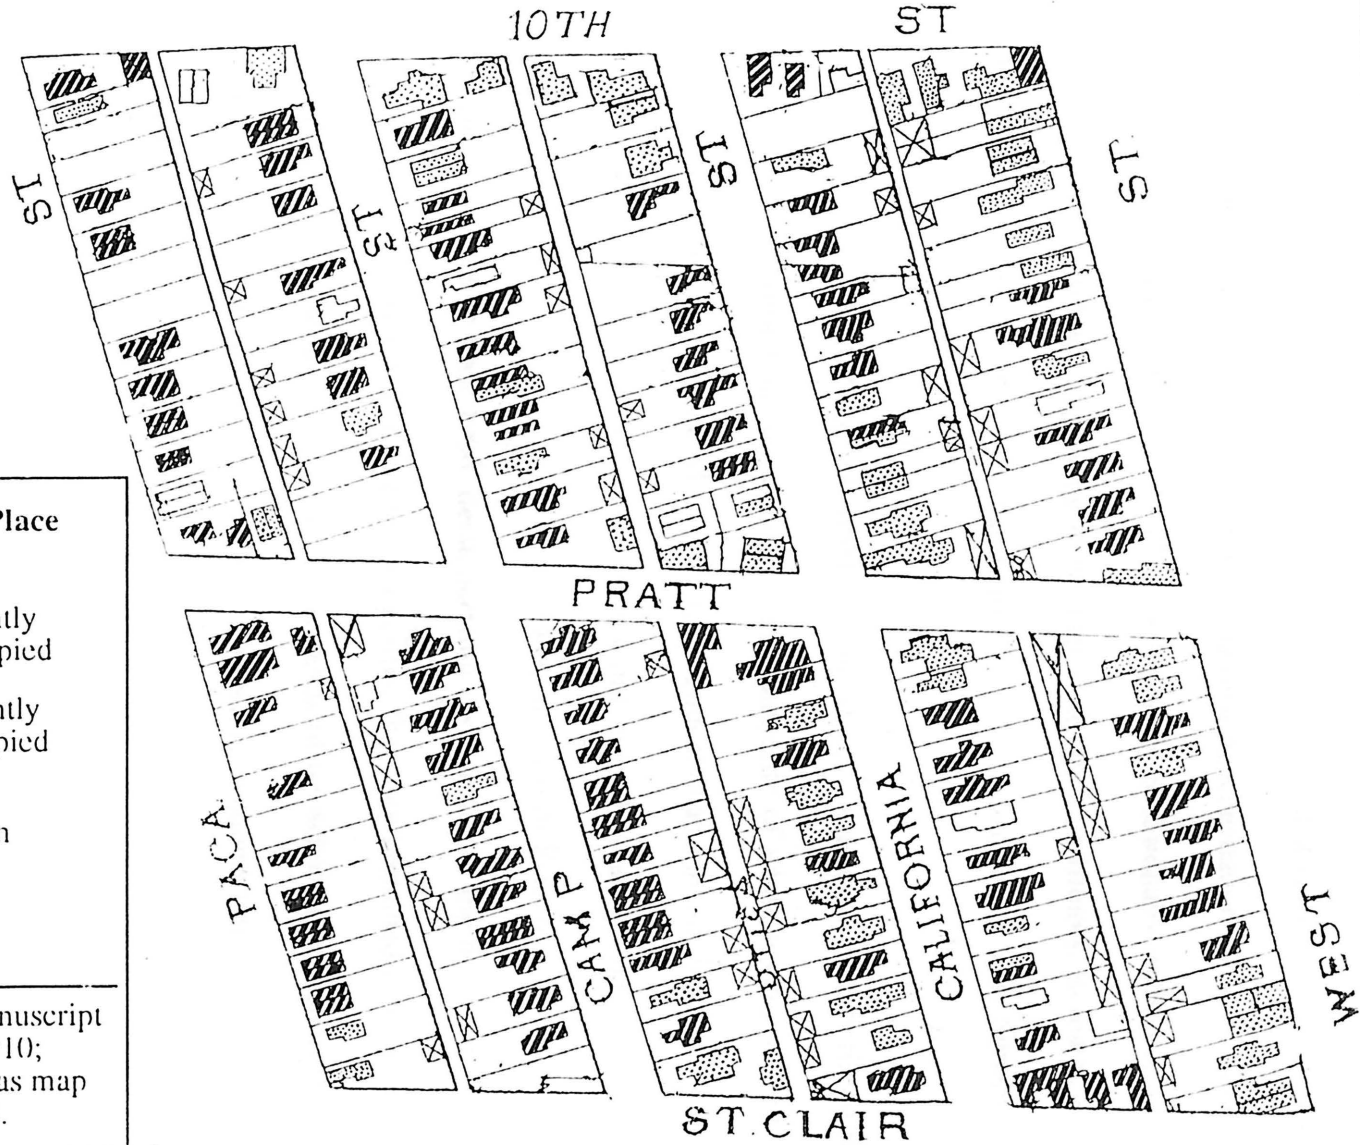 10TH
ST
ST
ST
ST
ST
PRATT
PACA
CAMP
CALIFORNIA
WEST
ST. CLAIR
Place
ntly
pied
ntly
pied
n
nuscript
10;
as map
.